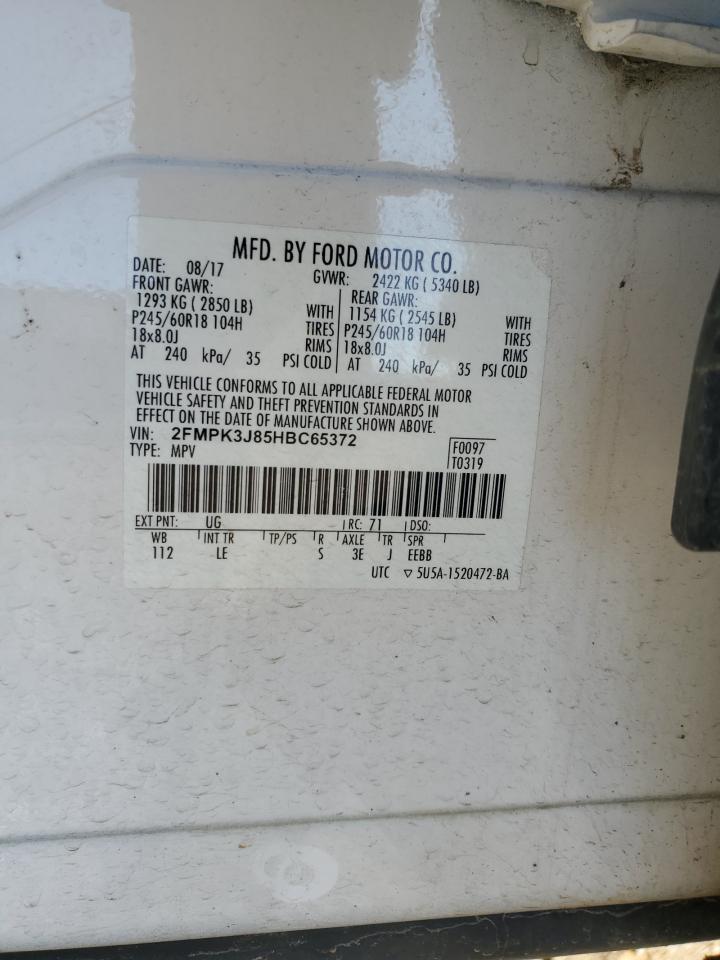 MFD. BY FORD MOTOR CO.
DATE: 08/17 GVWR: 2422 KG ( 5340 LB)
FRONT GAWR: REAR GAWR:
1293 KG ( 2850 LB) WITH 1154 KG ( 2545 LB) WITH
P245/60R18 104H TIRES P245/60R18 104H TIRES
18x8.0J RIMS 18x8.0J RIMS
AT 240 kPa/ 35 PSI COLD AT 240 kPa/ 35 PSI COLD
THIS VEHICLE CONFORMS TO ALL APPLICABLE FEDERAL MOTOR
VEHICLE SAFETY AND THEFT PREVENTION STANDARDS IN
EFFECT ON THE DATE OF MANUFACTURE SHOWN ABOVE.
VIN: 2FMPK3J85HBC65372 F0097
TYPE: MPV T0319
EXT PNT: UG RC: 71 DSO:
WB INT TR TP/PS R AXLE TR SPR
112 LE S 3E J EEBB
UTC ▽ 5U5A-1520472-BA